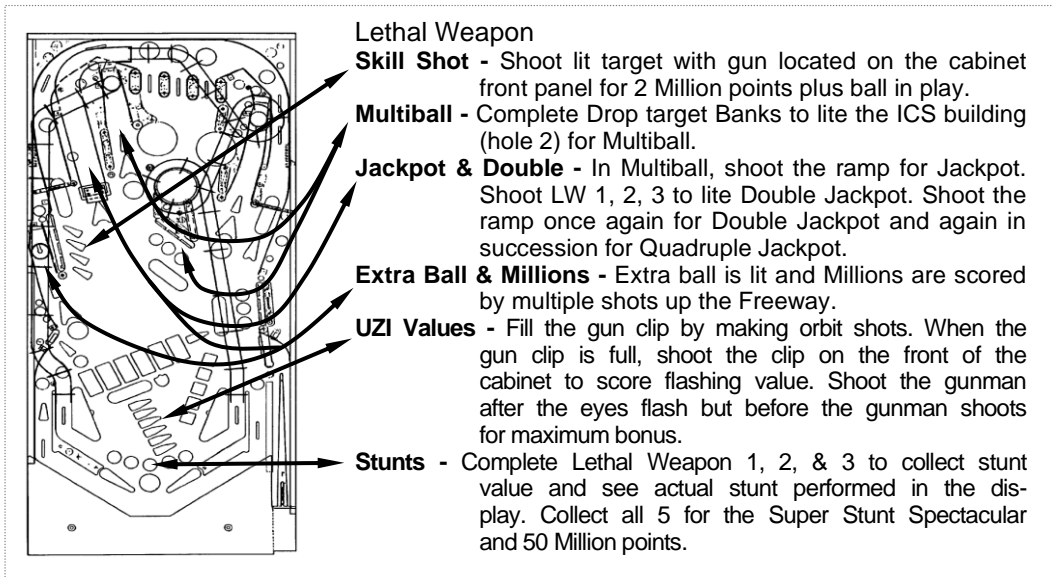 Lethal Weapon
Skill Shot - Shoot lit target with gun located on the cabinet
front panel for 2 Million points plus ball in play.
Multiball - Complete Drop target Banks to lite the ICS building
(hole 2) for Multiball.
Jackpot & Double - In Multiball, shoot the ramp for Jackpot.
Shoot LW 1, 2, 3 to lite Double Jackpot. Shoot the
ramp once again for Double Jackpot and again in
succession for Quadruple Jackpot.
Extra Ball & Millions - Extra ball is lit and Millions are scored
by multiple shots up the Freeway.
UZI Values - Fill the gun clip by making orbit shots. When the
gun clip is full, shoot the clip on the front of the
cabinet to score flashing value. Shoot the gunman
after the eyes flash but before the gunman shoots
for maximum bonus.
Stunts - Complete Lethal Weapon 1, 2, & 3 to collect stunt
value and see actual stunt performed in the dis-
play. Collect all 5 for the Super Stunt Spectacular
and 50 Million points.